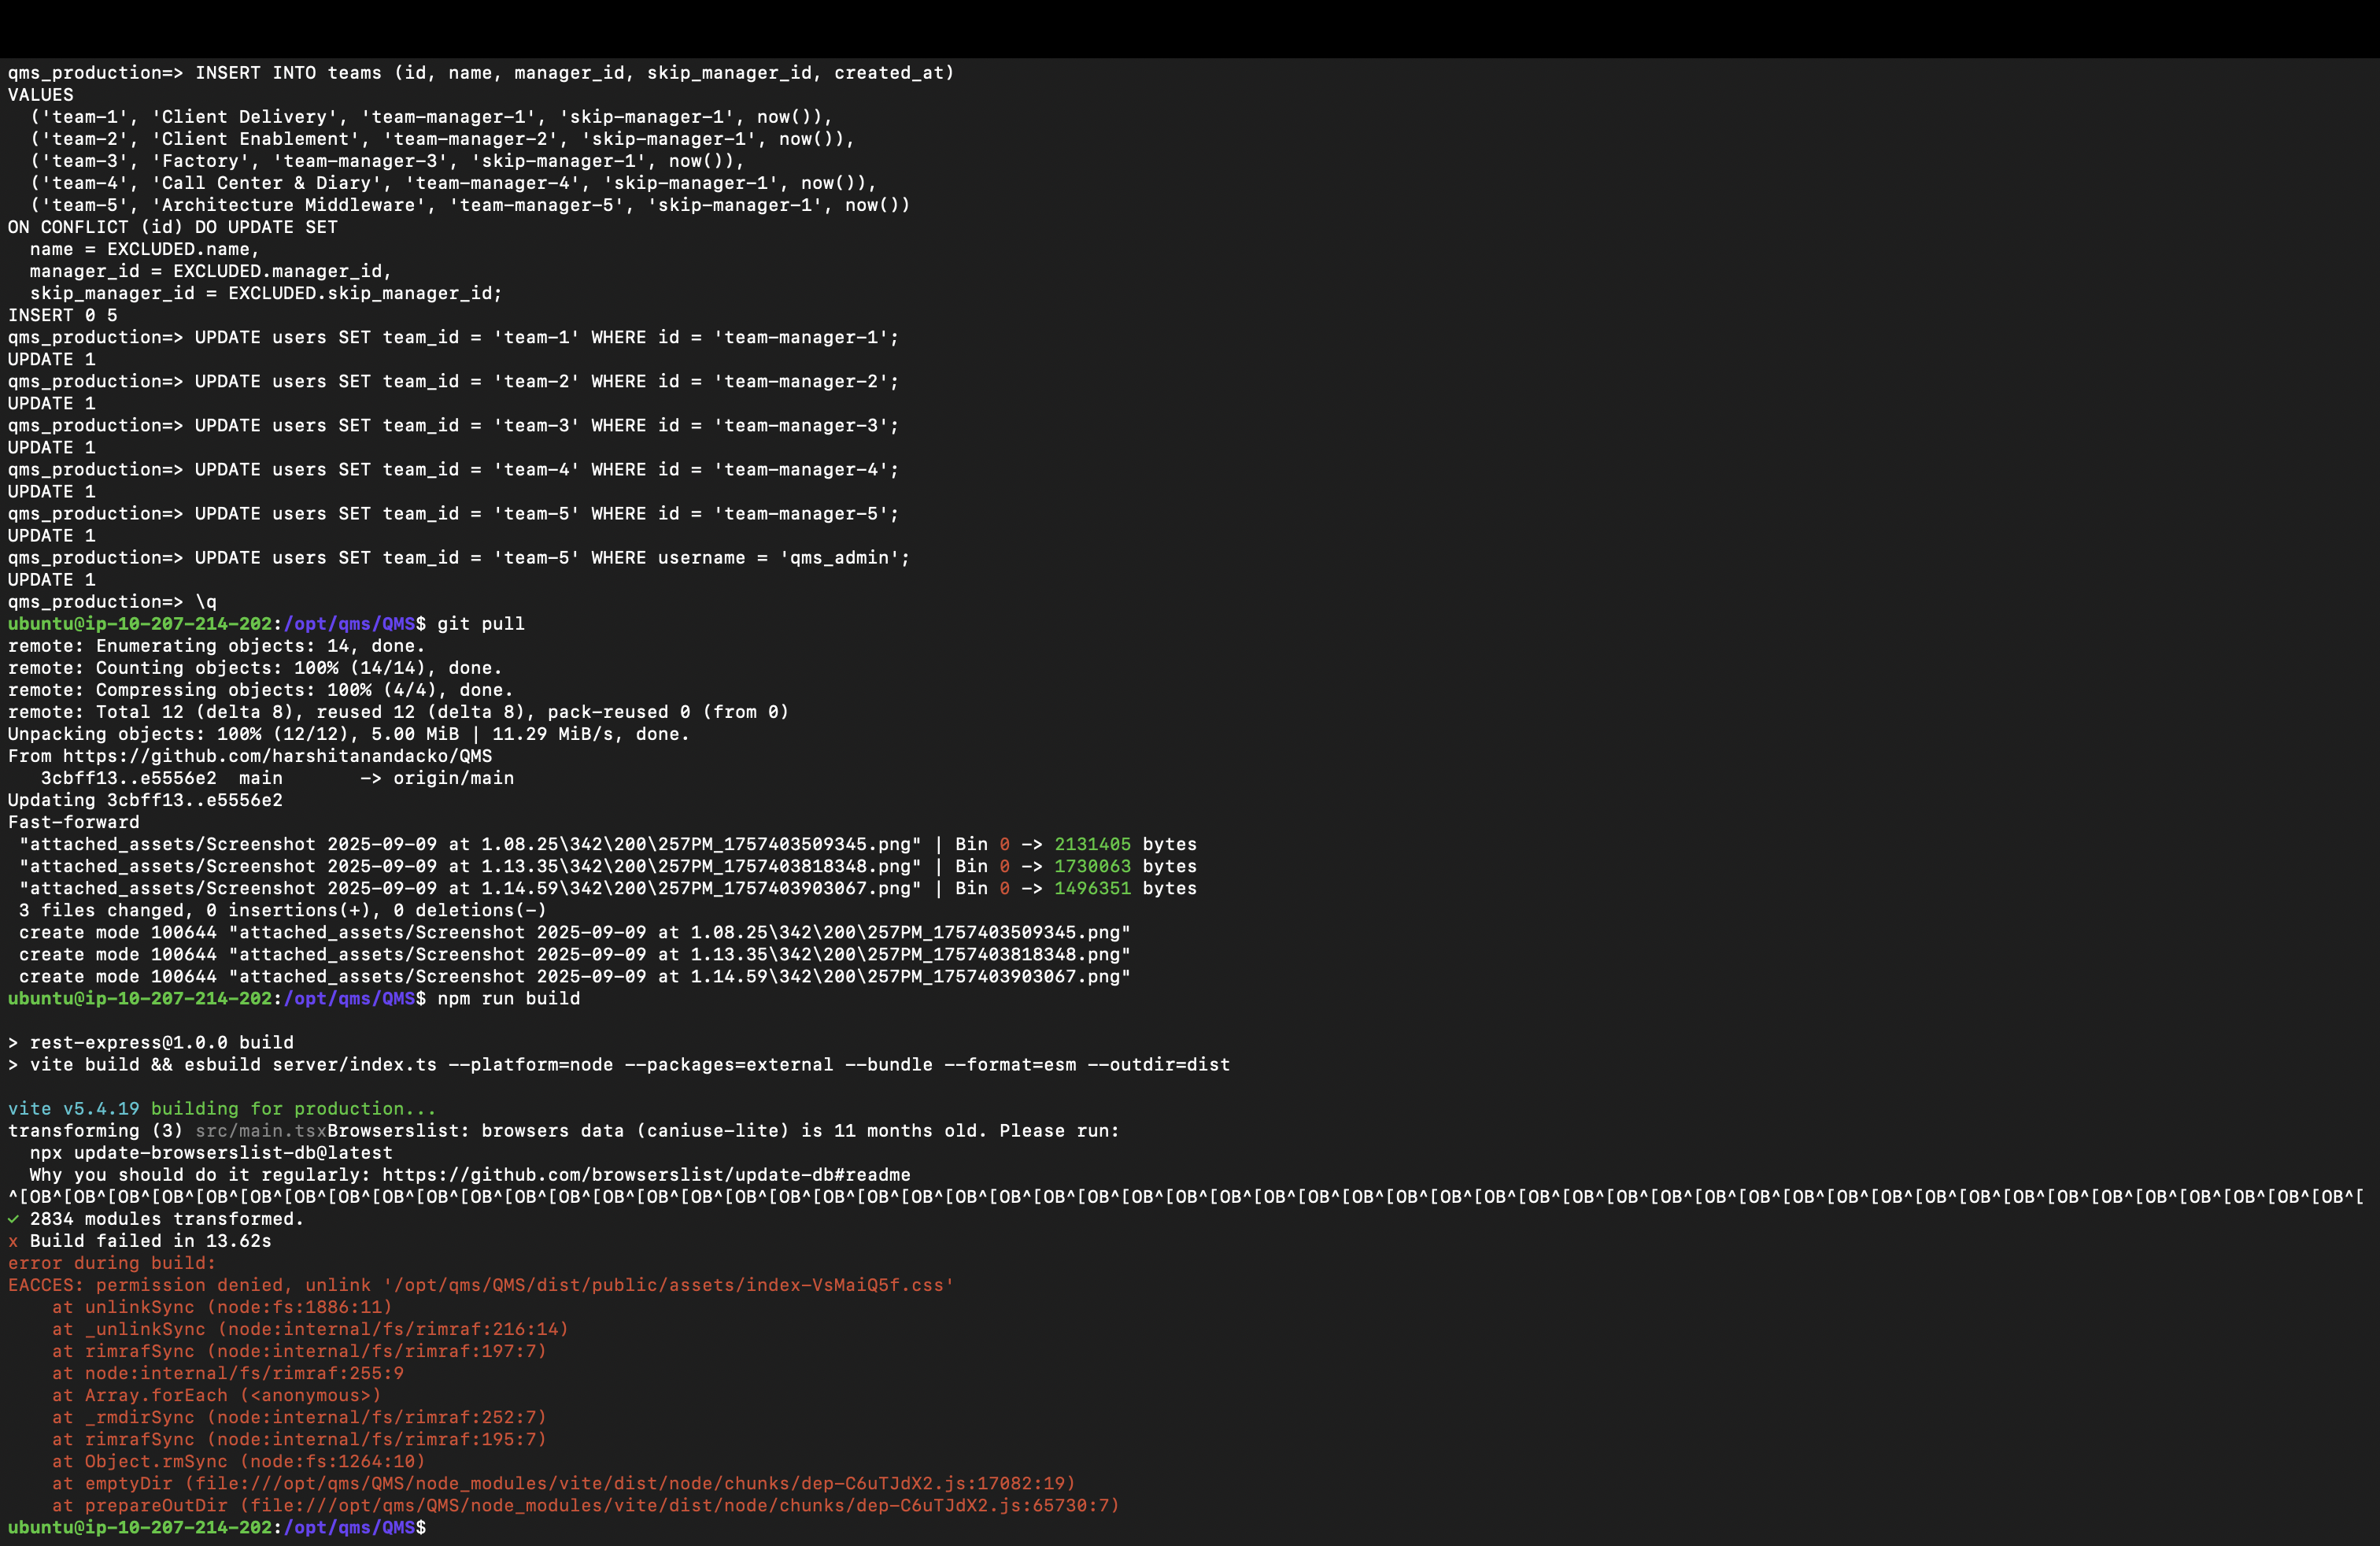 qms_production=> INSERT INTO teams (id, name, manager_id, skip_manager_id, created_at)
VALUES
  ('team-1', 'Client Delivery', 'team-manager-1', 'skip-manager-1', now()),
  ('team-2', 'Client Enablement', 'team-manager-2', 'skip-manager-1', now()),
  ('team-3', 'Factory', 'team-manager-3', 'skip-manager-1', now()),
  ('team-4', 'Call Center & Diary', 'team-manager-4', 'skip-manager-1', now()),
  ('team-5', 'Architecture Middleware', 'team-manager-5', 'skip-manager-1', now())
ON CONFLICT (id) DO UPDATE SET
  name = EXCLUDED.name,
  manager_id = EXCLUDED.manager_id,
  skip_manager_id = EXCLUDED.skip_manager_id;
INSERT 0 5
qms_production=> UPDATE users SET team_id = 'team-1' WHERE id = 'team-manager-1';
UPDATE 1
qms_production=> UPDATE users SET team_id = 'team-2' WHERE id = 'team-manager-2';
UPDATE 1
qms_production=> UPDATE users SET team_id = 'team-3' WHERE id = 'team-manager-3';
UPDATE 1
qms_production=> UPDATE users SET team_id = 'team-4' WHERE id = 'team-manager-4';
UPDATE 1
qms_production=> UPDATE users SET team_id = 'team-5' WHERE id = 'team-manager-5';
UPDATE 1
qms_production=> UPDATE users SET team_id = 'team-5' WHERE username = 'qms_admin';
UPDATE 1
qms_production=> \q
ubuntu@ip-10-207-214-202:/opt/qms/QMS$ git pull
remote: Enumerating objects: 14, done.
remote: Counting objects: 100% (14/14), done.
remote: Compressing objects: 100% (4/4), done.
remote: Total 12 (delta 8), reused 12 (delta 8), pack-reused 0 (from 0)
Unpacking objects: 100% (12/12), 5.00 MiB | 11.29 MiB/s, done.
From https://github.com/harshitanandacko/QMS
   3cbff13..e5556e2  main       -> origin/main
Updating 3cbff13..e5556e2
Fast-forward
 "attached_assets/Screenshot 2025-09-09 at 1.08.25\342\200\257PM_1757403509345.png" | Bin 0 -> 2131405 bytes
 "attached_assets/Screenshot 2025-09-09 at 1.13.35\342\200\257PM_1757403818348.png" | Bin 0 -> 1730063 bytes
 "attached_assets/Screenshot 2025-09-09 at 1.14.59\342\200\257PM_1757403903067.png" | Bin 0 -> 1496351 bytes
 3 files changed, 0 insertions(+), 0 deletions(-)
 create mode 100644 "attached_assets/Screenshot 2025-09-09 at 1.08.25\342\200\257PM_1757403509345.png"
 create mode 100644 "attached_assets/Screenshot 2025-09-09 at 1.13.35\342\200\257PM_1757403818348.png"
 create mode 100644 "attached_assets/Screenshot 2025-09-09 at 1.14.59\342\200\257PM_1757403903067.png"
ubuntu@ip-10-207-214-202:/opt/qms/QMS$ npm run build
> rest-express@1.0.0 build
> vite build && esbuild server/index.ts --platform=node --packages=external --bundle --format=esm --outdir=dist
vite v5.4.19 building for production...
transforming (3) src/main.tsxBrowserslist: browsers data (caniuse-lite) is 11 months old. Please run:
  npx update-browserslist-db@latest
  Why you should do it regularly: https://github.com/browserslist/update-db#readme
^[OB^[OB^[OB^[OB^[OB^[OB^[OB^[OB^[OB^[OB^[OB^[OB^[OB^[OB^[OB^[OB^[OB^[OB^[OB^[OB^[OB^[OB^[OB^[OB^[OB^[OB^[OB^[OB^[OB^[OB^[OB^[OB^[OB^[OB^[OB^[OB^[OB^[OB^[OB^[OB^[OB^[OB^[OB^[OB^[OB^[OB^[OB^[OB^[OB^[OB^[OB^[OB^[OB^[
✓ 2834 modules transformed.
x Build failed in 13.62s
error during build:
EACCES: permission denied, unlink '/opt/qms/QMS/dist/public/assets/index-VsMaiQ5f.css'
    at unlinkSync (node:fs:1886:11)
    at _unlinkSync (node:internal/fs/rimraf:216:14)
    at rimrafSync (node:internal/fs/rimraf:197:7)
    at node:internal/fs/rimraf:255:9
    at Array.forEach (<anonymous>)
    at _rmdirSync (node:internal/fs/rimraf:252:7)
    at rimrafSync (node:internal/fs/rimraf:195:7)
    at Object.rmSync (node:fs:1264:10)
    at emptyDir (file:///opt/qms/QMS/node_modules/vite/dist/node/chunks/dep-C6uTJdX2.js:17082:19)
    at prepareOutDir (file:///opt/qms/QMS/node_modules/vite/dist/node/chunks/dep-C6uTJdX2.js:65730:7)
ubuntu@ip-10-207-214-202:/opt/qms/QMS$